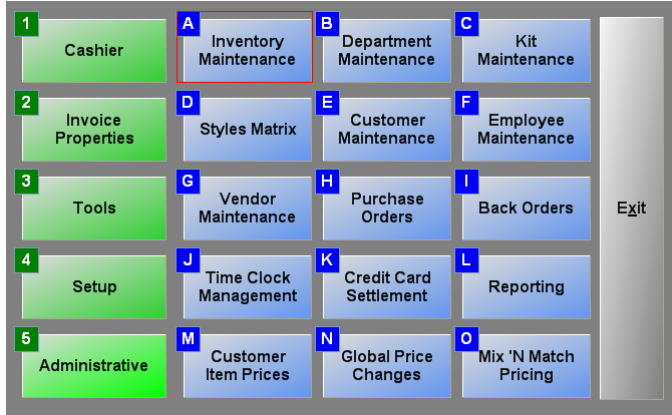 1
Cashier
A
Inventory
Maintenance
B
Department
Maintenance
C
Kit
Maintenance
2
Invoice
Properties
D
Styles Matrix
E
Customer
Maintenance
F
Employee
Maintenance
3
Tools
G
Vendor
Maintenance
H
Purchase
Orders
I
Back Orders
Exit
4
Setup
J
Time Clock
Management
K
Credit Card
Settlement
L
Reporting
5
Administrative
M
Customer
Item Prices
N
Global Price
Changes
O
Mix 'N Match
Pricing